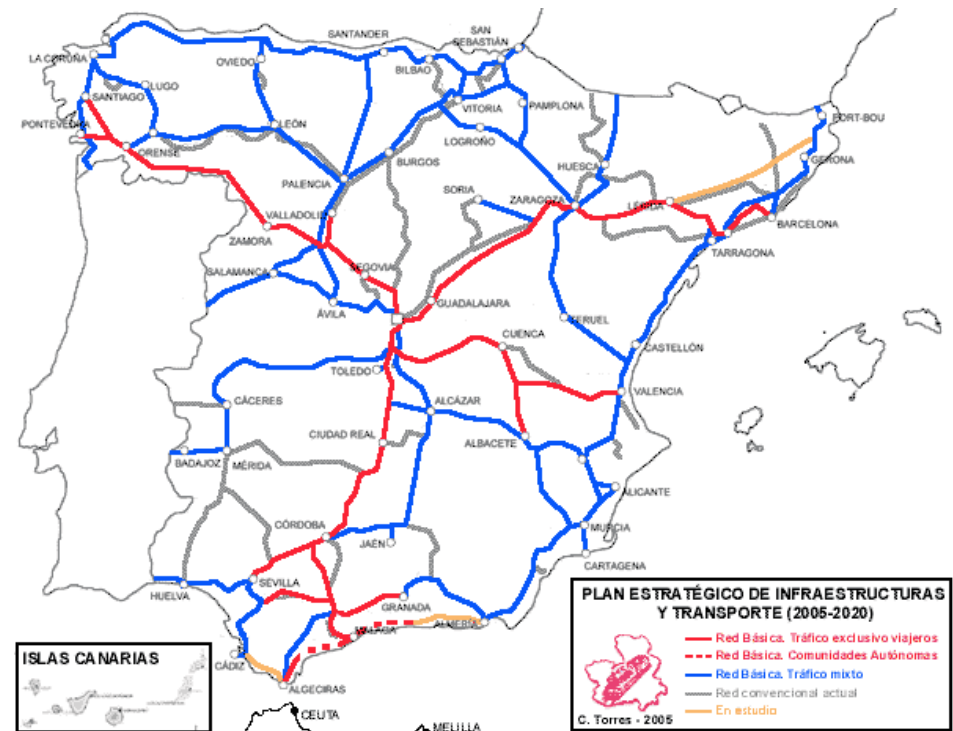 SANTANDER
SAN
SEBASTIÁN
LA CORUÑA
OVIEDO
BILBAO
LUGO
SANTIAGO
VITORIA
PAMPLONA
PORT-BOU
PONTEVEDRA
LEÓN
LOGROÑO
ORENSE
BURGOS
HUESCA
GERONA
PALENCIA
SORIA
ZARAGOZA
LÉRIDA
VALLADOLID
BARCELONA
ZAMORA
TARRAGONA
SALAMANCA
SEGOVIA
GUADALAJARA
ÁVILA
TERUEL
CUENCA
CASTELLÓN
TOLEDO
VALENCIA
CÁCERES
ALCÁZAR
CIUDAD REAL
ALBACETE
BADAJOZ
MÉRIDA
ALICANTE
CÓRDOBA
MURCIA
JAÉN
CARTAGENA
SEVILLA
HUELVA
GRANADA
ALMERÍA
MÁLAGA
CÁDIZ
ALGECIRAS
CEUTA
MELILLA
ISLAS CANARIAS
PLAN ESTRATÉGICO DE INFRAESTRUCTURAS
Y TRANSPORTE (2005-2020)
Red Básica. Tráfico exclusivo viajeros
Red Básica. Comunidades Autónomas
Red Básica. Tráfico mixto
Red convencional actual
En estudio
C. Torres - 2005